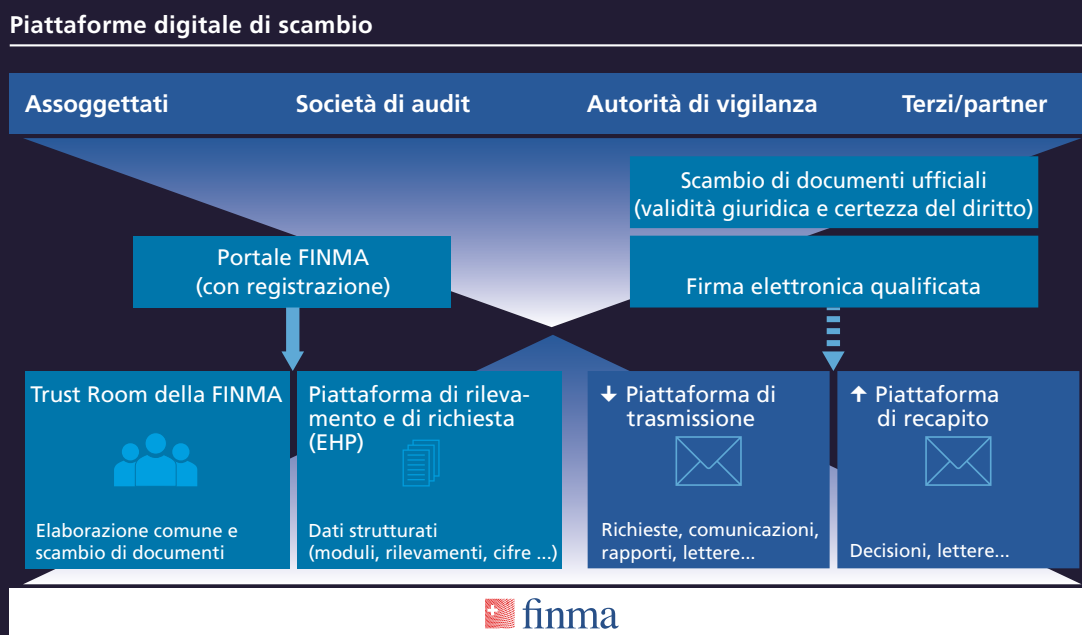 Piattaforme digitale di scambio
Assoggettati
Società di audit
Autorità di vigilanza
Terzi/partner
Scambio di documenti ufficiali
(validità giuridica e certezza del diritto)
Portale FINMA
(con registrazione)
Firma elettronica qualificata
Trust Room della FINMA
Elaborazione comune e
scambio di documenti
Piattaforma di rileva-
mento e di richiesta
(EHP)
Dati strutturati
(moduli, rilevamenti, cifre ...)
Piattaforma di
trasmissione
Richieste, comunicazioni,
rapporti, lettere...
Piattaforma
di recapito
Decisioni, lettere...
finma